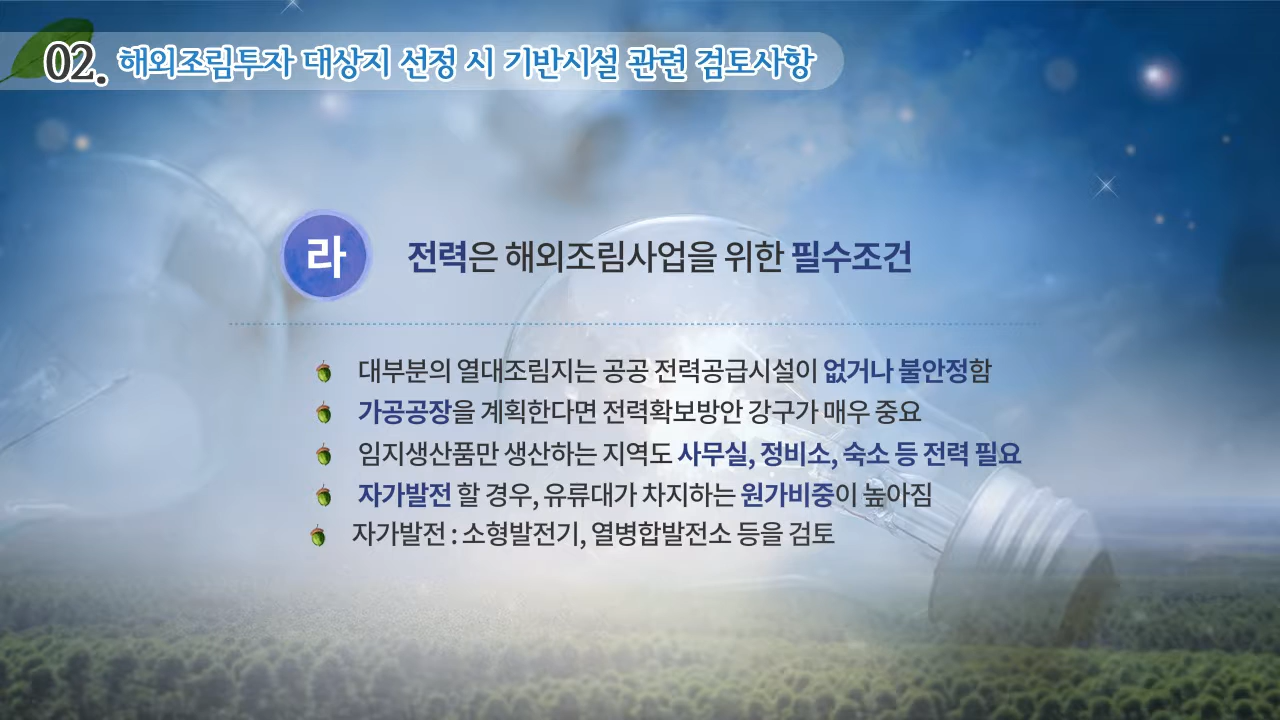 02. 해외조림투자 대상지 선정 시 기반시설 관련 검토사항
라 전력은 해외조림사업을 위한 필수조건
대부분의 열대조림지는 공공 전력공급시설이 없거나 불안정함
가공공장을 계획한다면 전력확보방안 강구가 매우 중요
임지생산품만 생산하는 지역도 사무실, 정비소, 숙소 등 전력 필요
자가발전 할 경우, 유류대가 차지하는 원가비중이 높아짐
자가발전 : 소형발전기, 열병합발전소 등을 검토